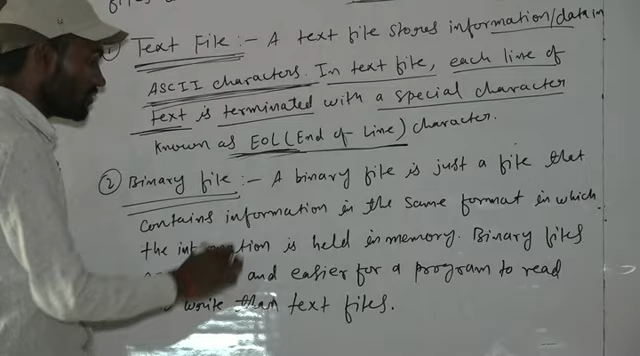 ① Text File :- A text file stores information/data in
ASCII characters. In text file, each line of
text is terminated with a special character
known as EOL (End of - Line) character.
② Binary file :- A binary file is just a file that
contains information in the same format in which
the is held in memory. Binary files
and easier for a program to read
write than text files.